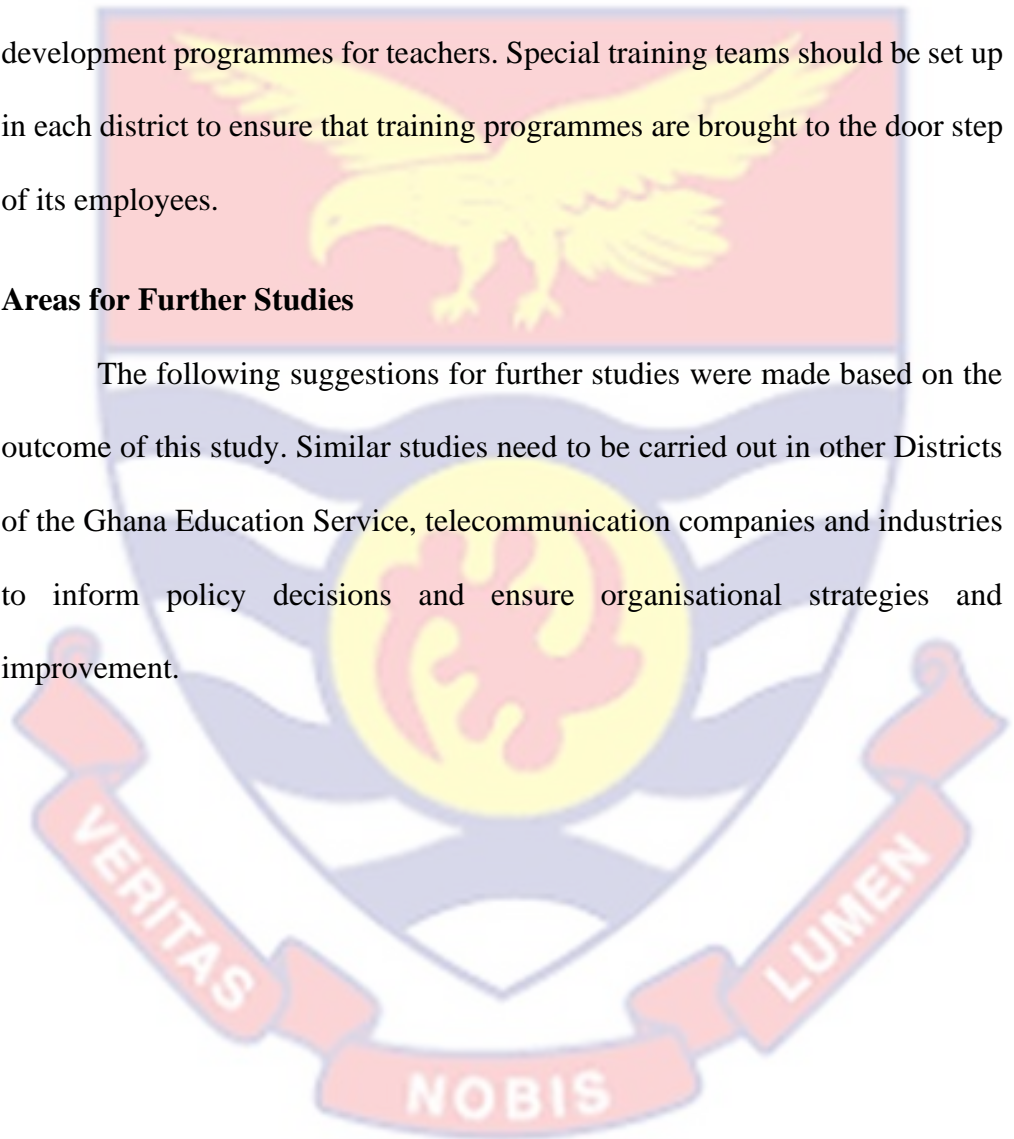 development programmes for teachers. Special training teams should be set up
in each district to ensure that training programmes are brought to the door step
of its employees.
Areas for Further Studies
The following suggestions for further studies were made based on the
outcome of this study. Similar studies need to be carried out in other Districts
of the Ghana Education Service, telecommunication companies and industries
to inform policy decisions and ensure organisational strategies and
improvement.
VERITAS
NOBIS
LUMEN